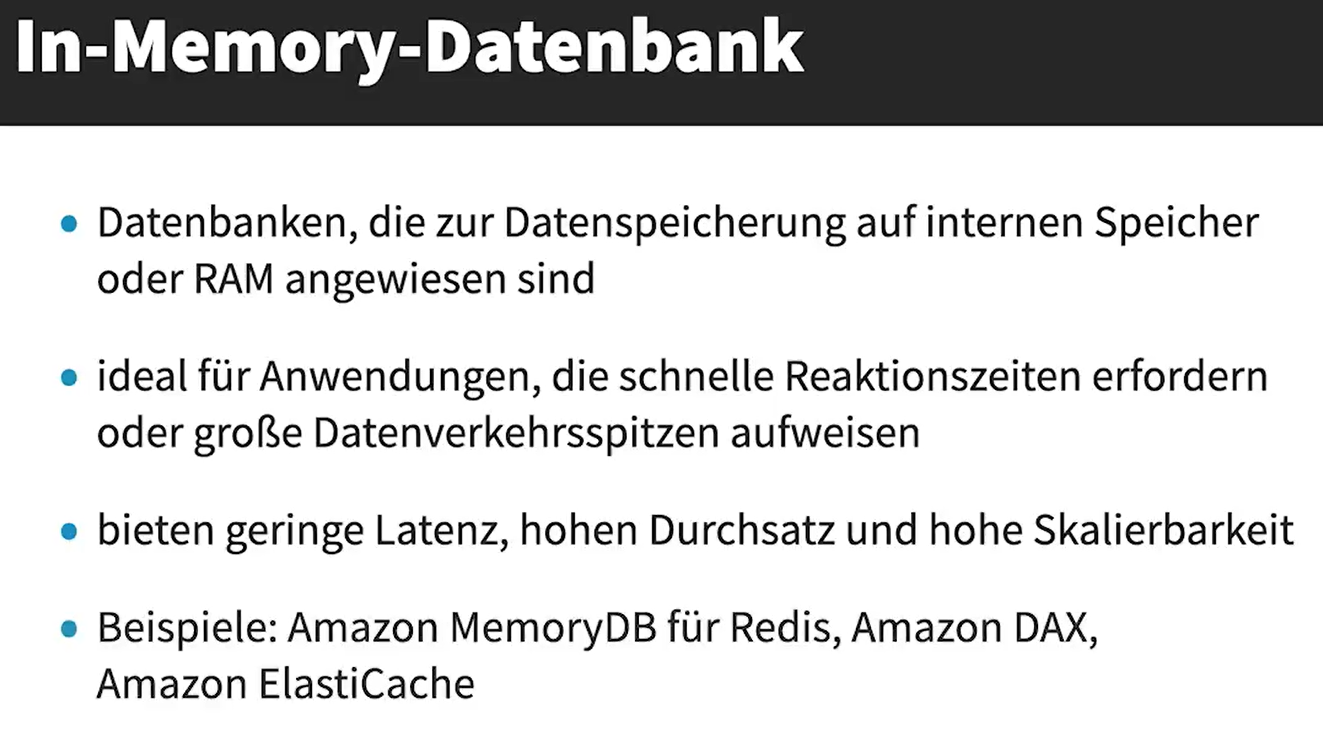 In-Memory-Datenbank
• Datenbanken, die zur Datenspeicherung auf internen Speicher
oder RAM angewiesen sind
• ideal für Anwendungen, die schnelle Reaktionszeiten erfordern
oder große Datenverkehrsspitzen aufweisen
• bieten geringe Latenz, hohen Durchsatz und hohe Skalierbarkeit
• Beispiele: Amazon MemoryDB für Redis, Amazon DAX,
Amazon ElastiCache